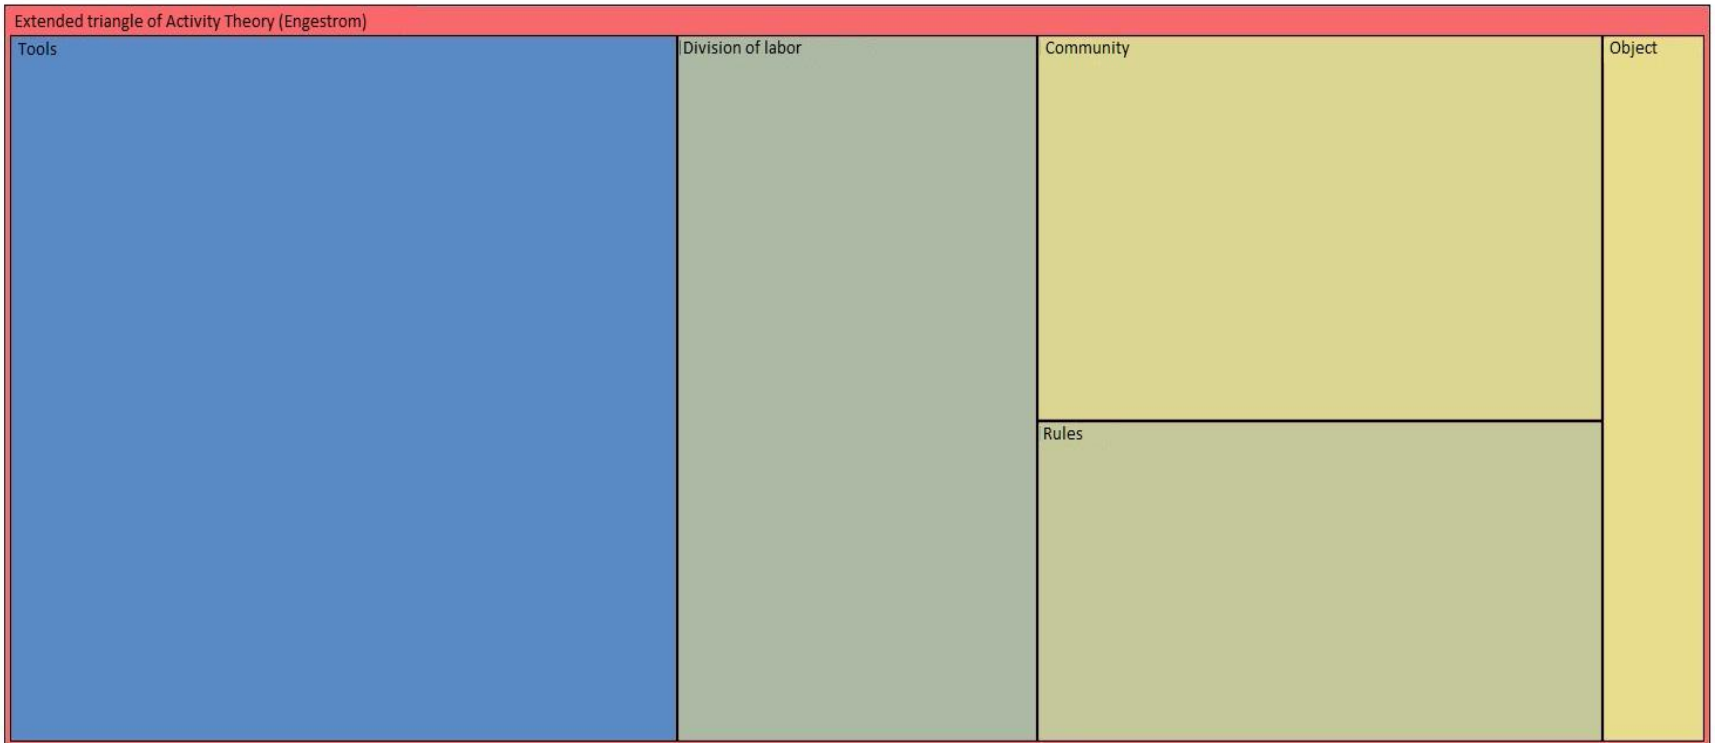 Extended triangle of Activity Theory (Engestrom)
Tools
Division of labor
Community
Object
Rules